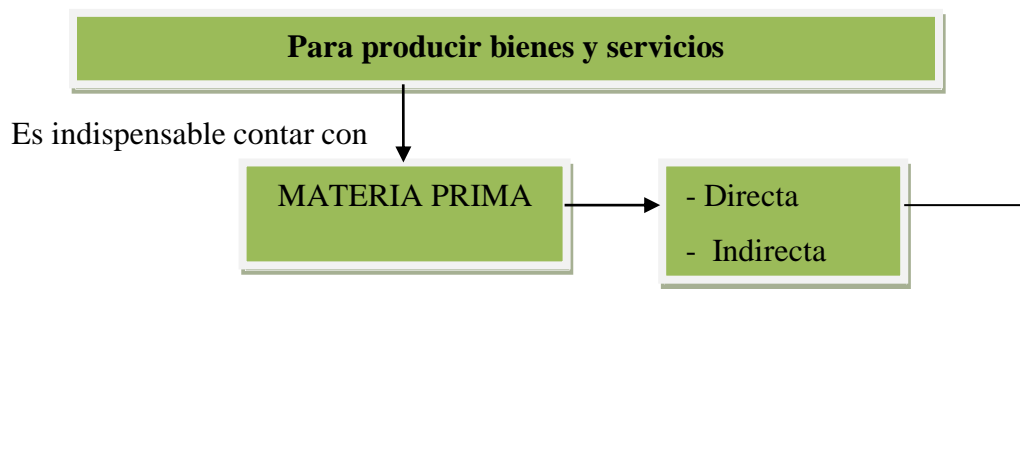 Para producir bienes y servicios
Es indispensable contar con
MATERIA PRIMA
- Directa
- Indirecta